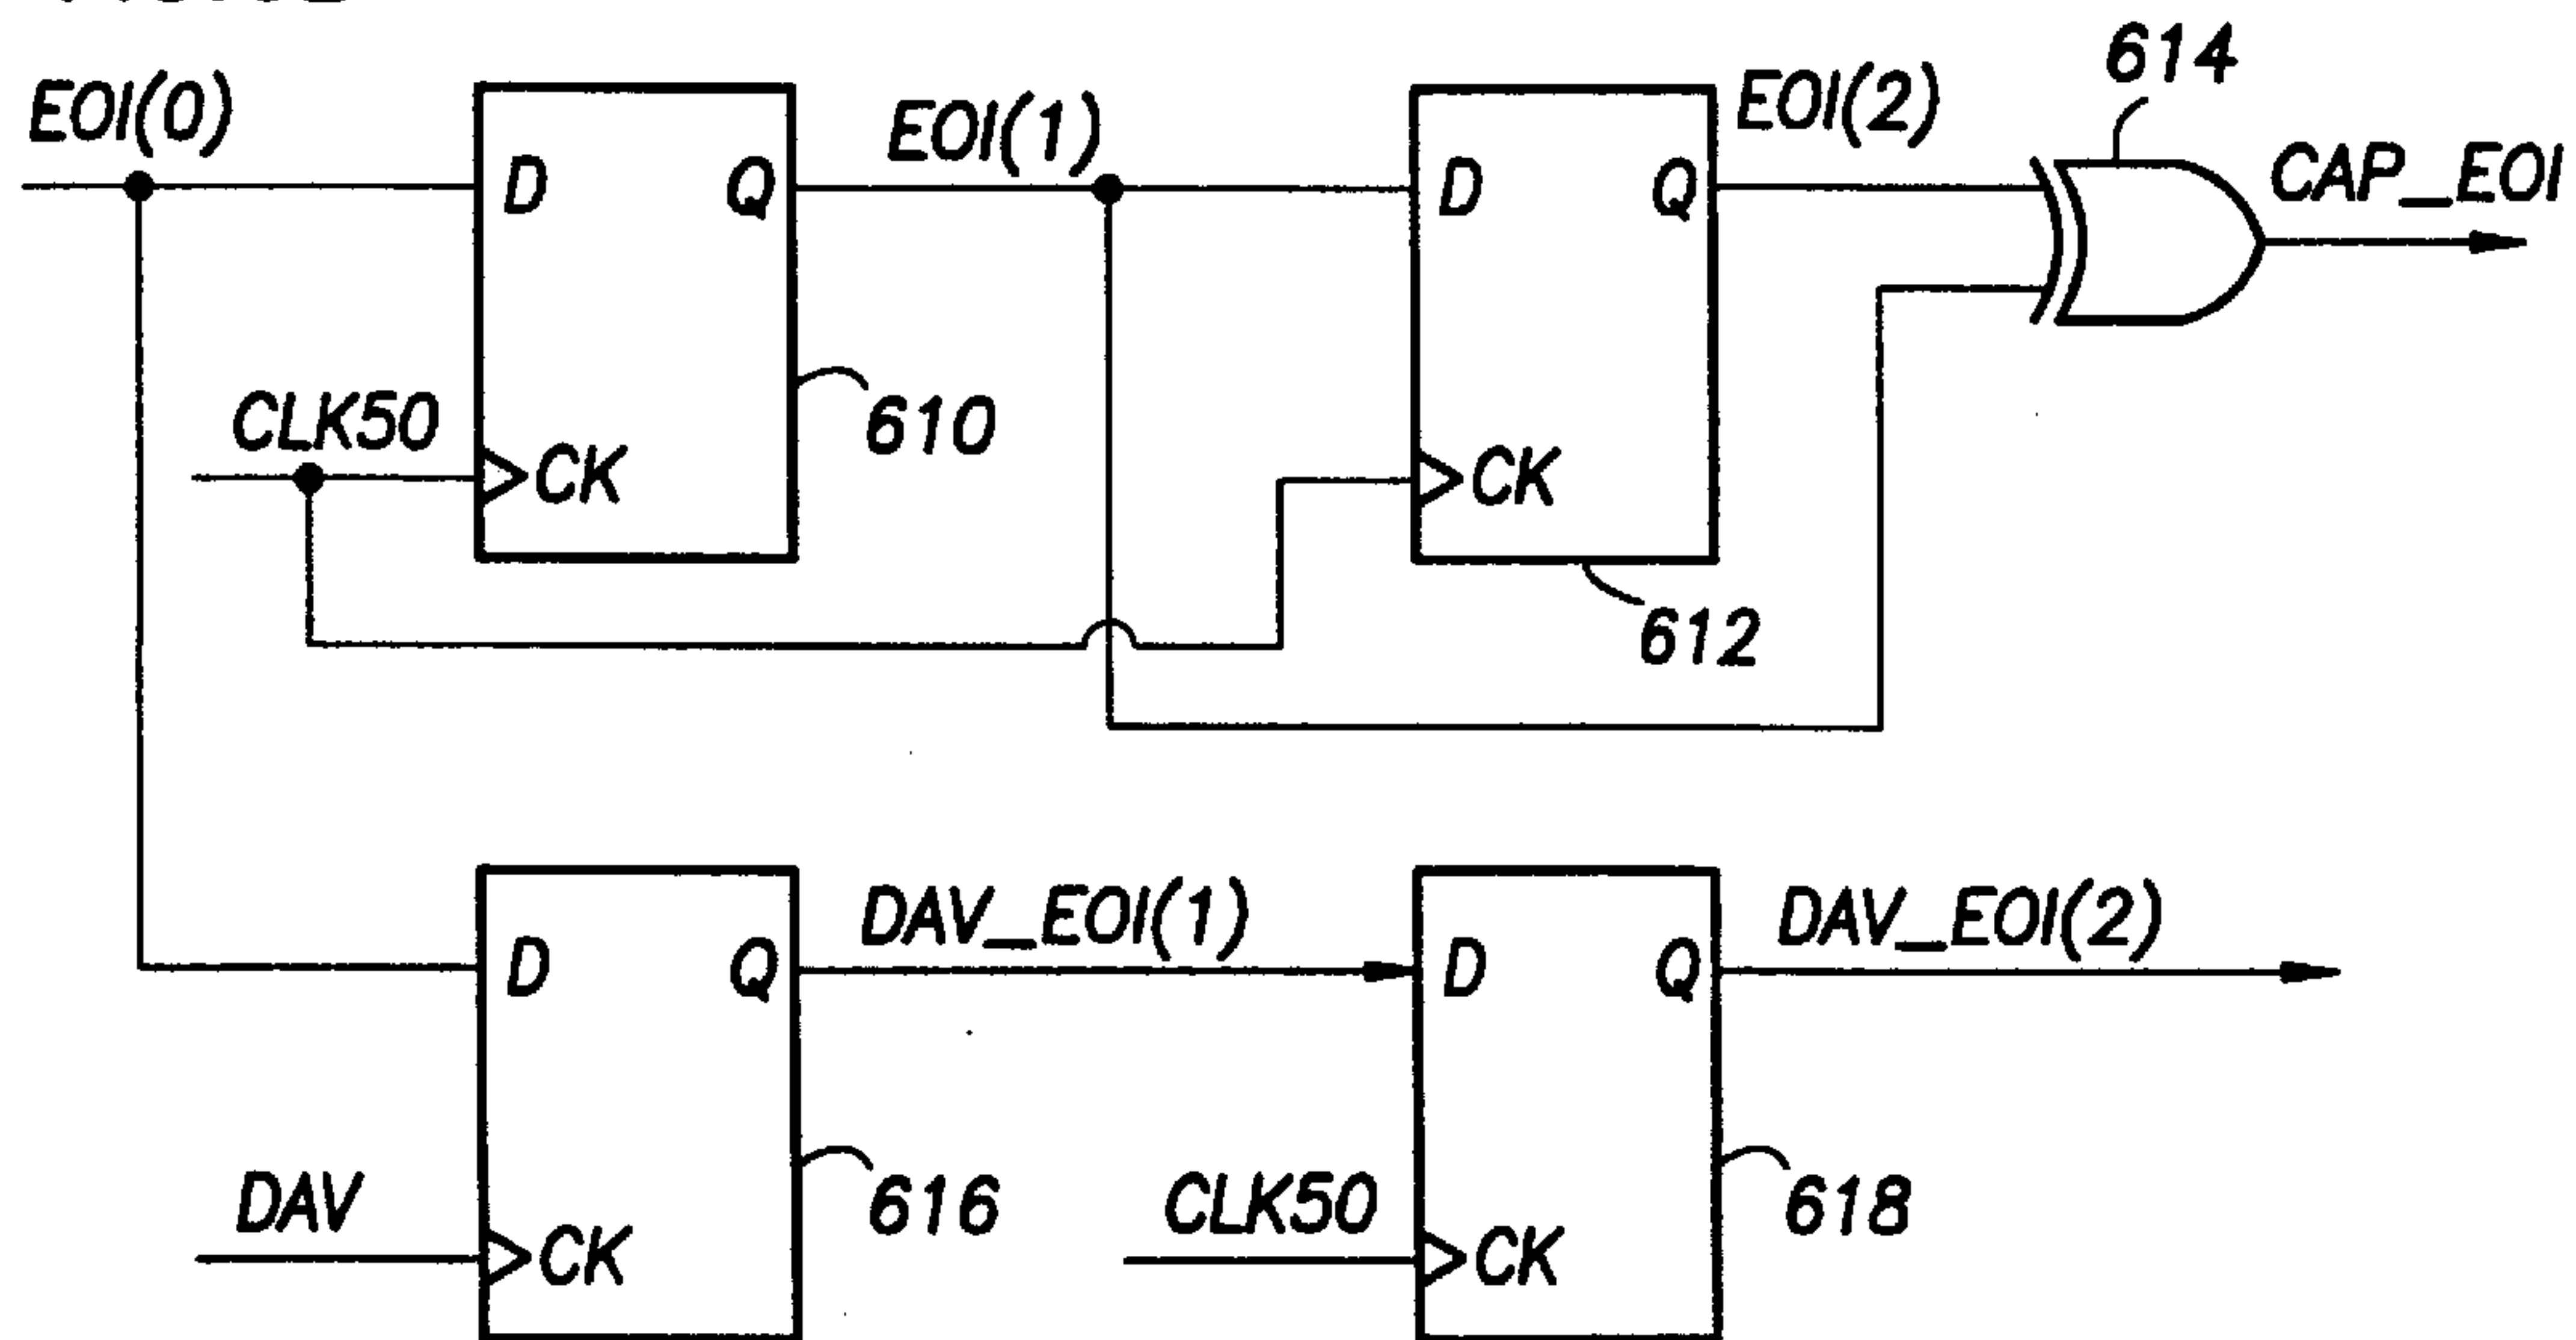 614
EOI(0)
EOI(1)
EOI(2)
CAP_EOI
D
Q
D
Q
CLK50
CK
610
CK
612
DAV_EOI(1)
DAV_EOI(2)
D
Q
D
Q
DAV
CK
616
CLK50
CK
618